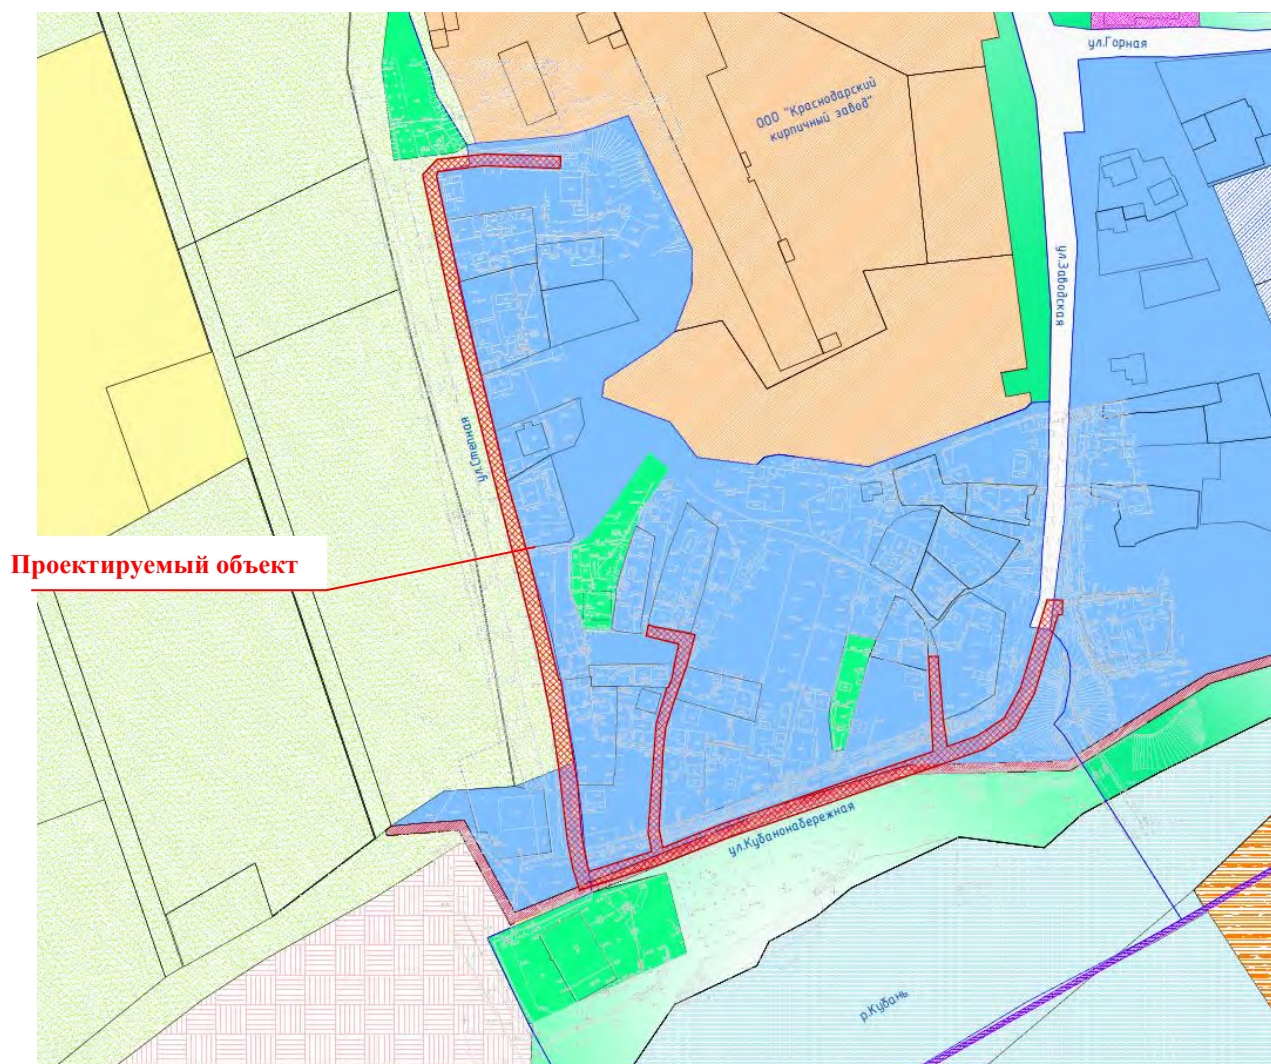 ул.Горная
ООО "Краснодарский
кирпичный завод"
ул.Заводская
ул.Степная
Проектируемый объект
ул.Кубанонабережная
р.Кубань